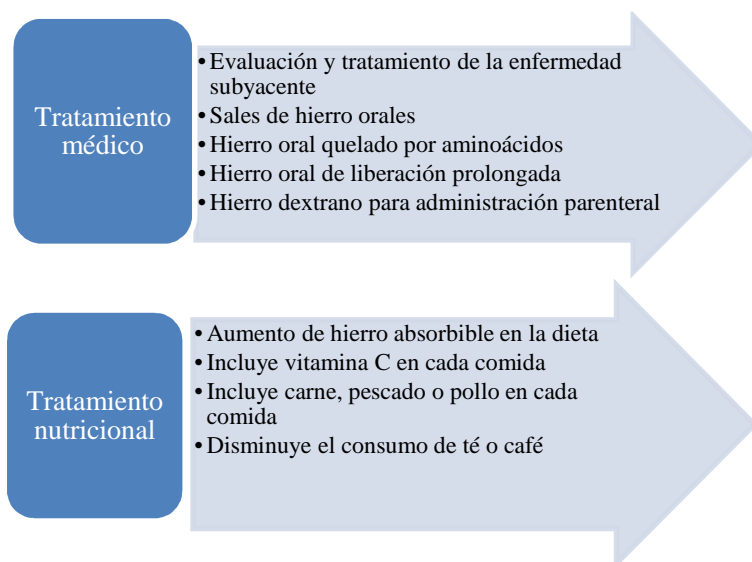 Tratamiento
médico
• Evaluación y tratamiento de la enfermedad
subyacente
• Sales de hierro orales
• Hierro oral quelado por aminoácidos
• Hierro oral de liberación prolongada
• Hierro dextrano para administración parenteral
Tratamiento
nutricional
• Aumento de hierro absorbible en la dieta
• Incluye vitamina C en cada comida
• Incluye carne, pescado o pollo en cada
comida
• Disminuye el consumo de té o café